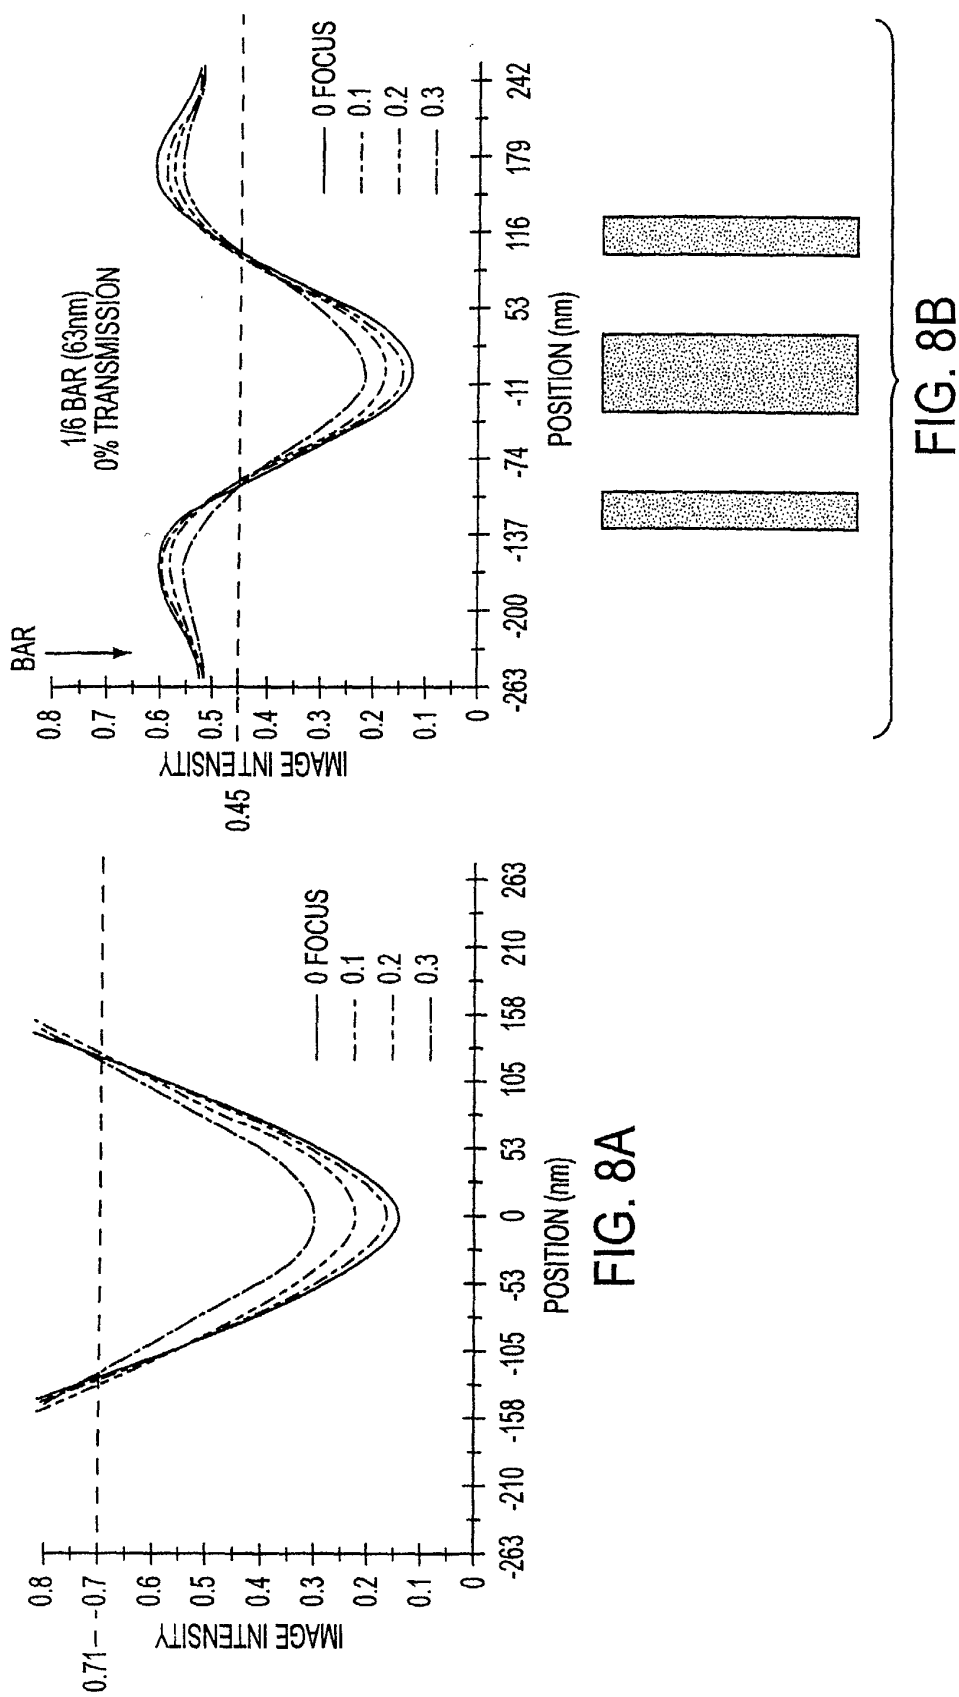 0.8
0.71
0.7
0.6
0.5
0.4
0.3
0.2
0.1
0
IMAGE INTENSITY
0 FOCUS
0.1
0.2
0.3
-263 -210 -158 -105 -53 0 53 105 158 210 263
POSITION (nm)
FIG. 8A
BAR
1/6 BAR (63nm)
0% TRANSMISSION
0.8
0.7
0.6
0.5
0.45
0.4
0.3
0.2
0.1
0
IMAGE INTENSITY
0 FOCUS
0.1
0.2
0.3
-263 -200 -137 -74 -11 53 116 179 242
POSITION (nm)
FIG. 8B